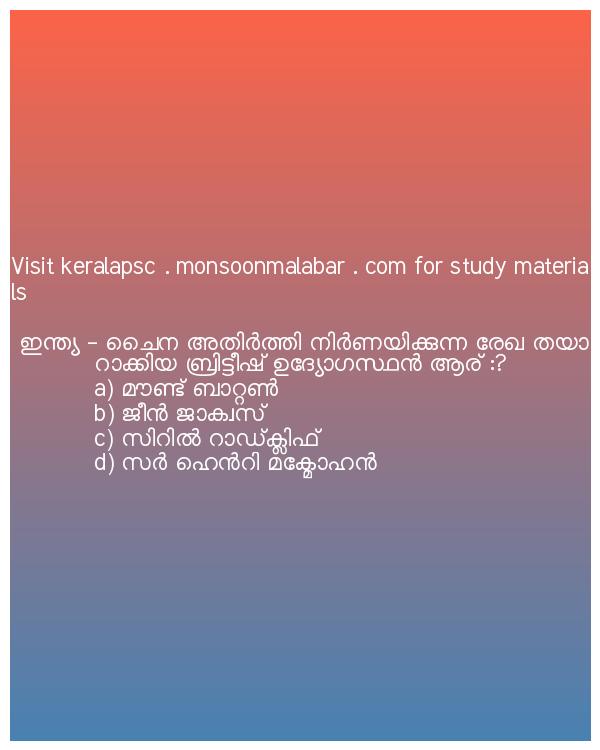 Visit keralapsc . monsoonmalabar . com for study materia
ls
ഇന്ത്യ – ചൈന അതിർത്തി നിർണയിക്കുന്ന രേഖ തയാ
റാക്കിയ ബ്രിട്ടീഷ് ഉദ്യോഗസ്ഥൻ ആര് :?
a) മൗണ്ട് ബാറ്റൺ
b) ജീൻ ജാക്വസ്
c) സിറിൽ റാഡ്ക്ലിഫ്
d) സർ ഹെൻറി മക്മോഹൻ